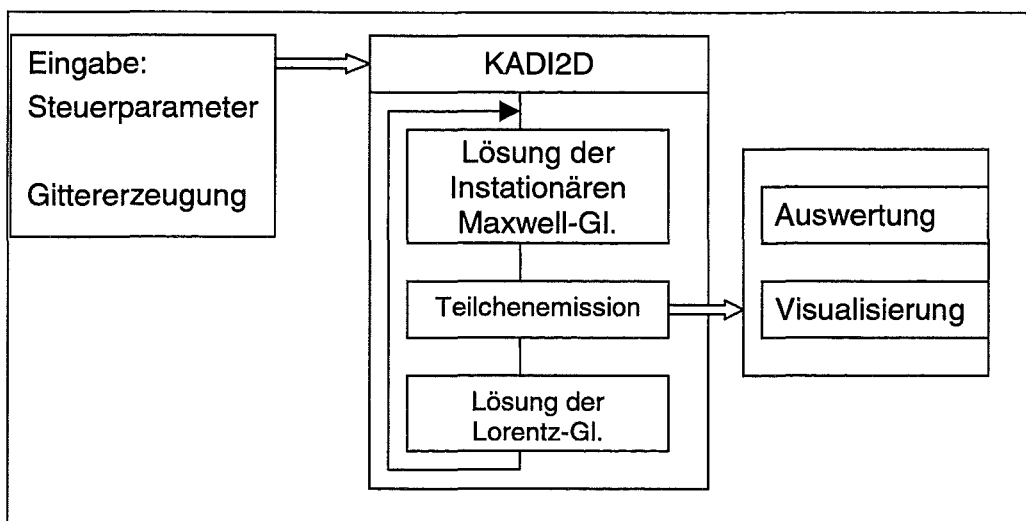 Eingabe:
Steuerparameter
Gittererzeugung
KADI2D
Lösung der
Instationären
Maxwell-Gl.
Teilchenemission
Lösung der
Lorentz-Gl.
Auswertung
Visualisierung